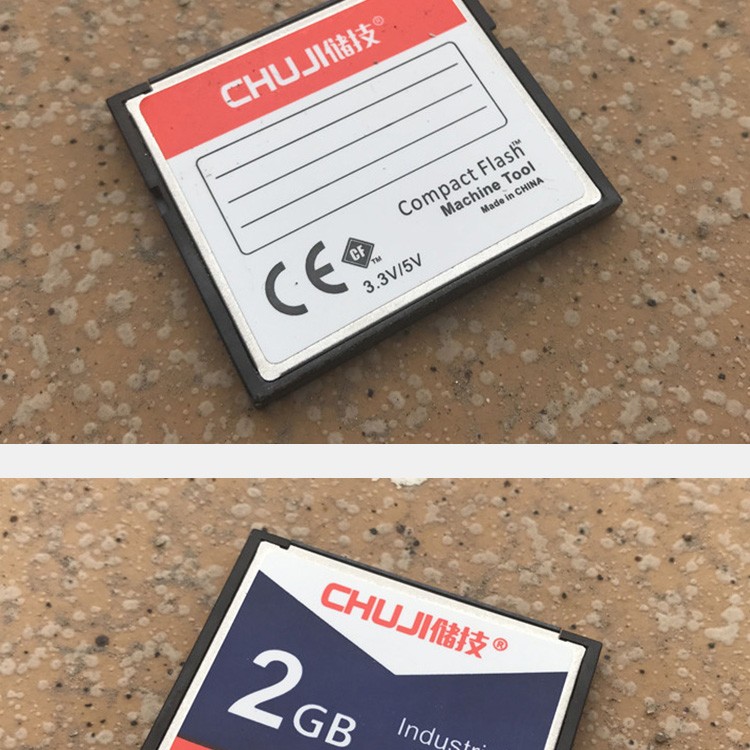 CHUJI储技®
Compact Flash™
Machine Tool
Made in CHINA
CE CF™
3.3V/5V
CHUJI储技®
2GB